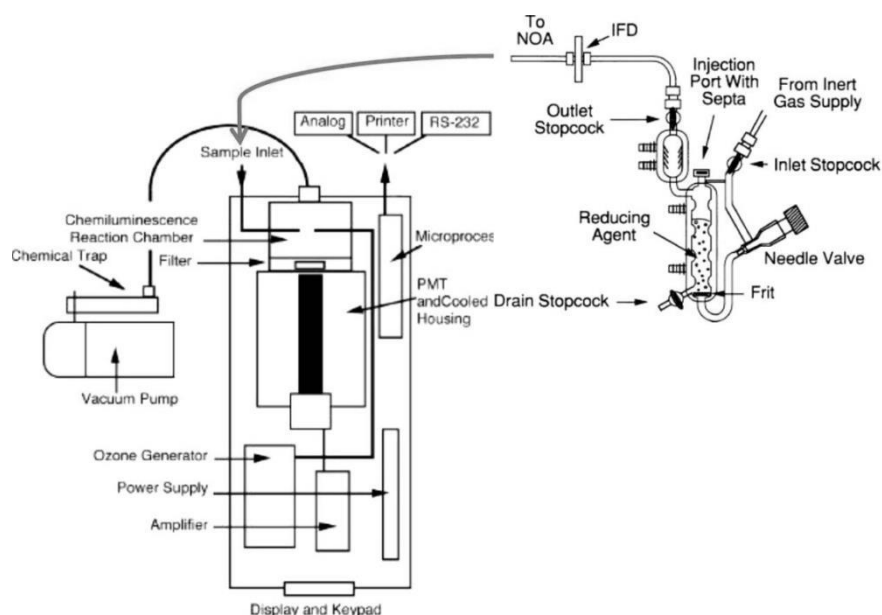 To
NOA
IFD
Injection
Port With
Septa
From Inert
Gas Supply
Outlet
Stopcock
Inlet Stopcock
Reducing
Agent
Needle Valve
Drain Stopcock
Frit
Analog
Printer
RS-232
Sample Inlet
Chemiluminescence
Reaction Chamber
Chemical Trap
Filter
Microproces
PMT
andCooled
Housing
Vacuum Pump
Ozone Generator
Power Supply
Amplifier
Display and Keypad